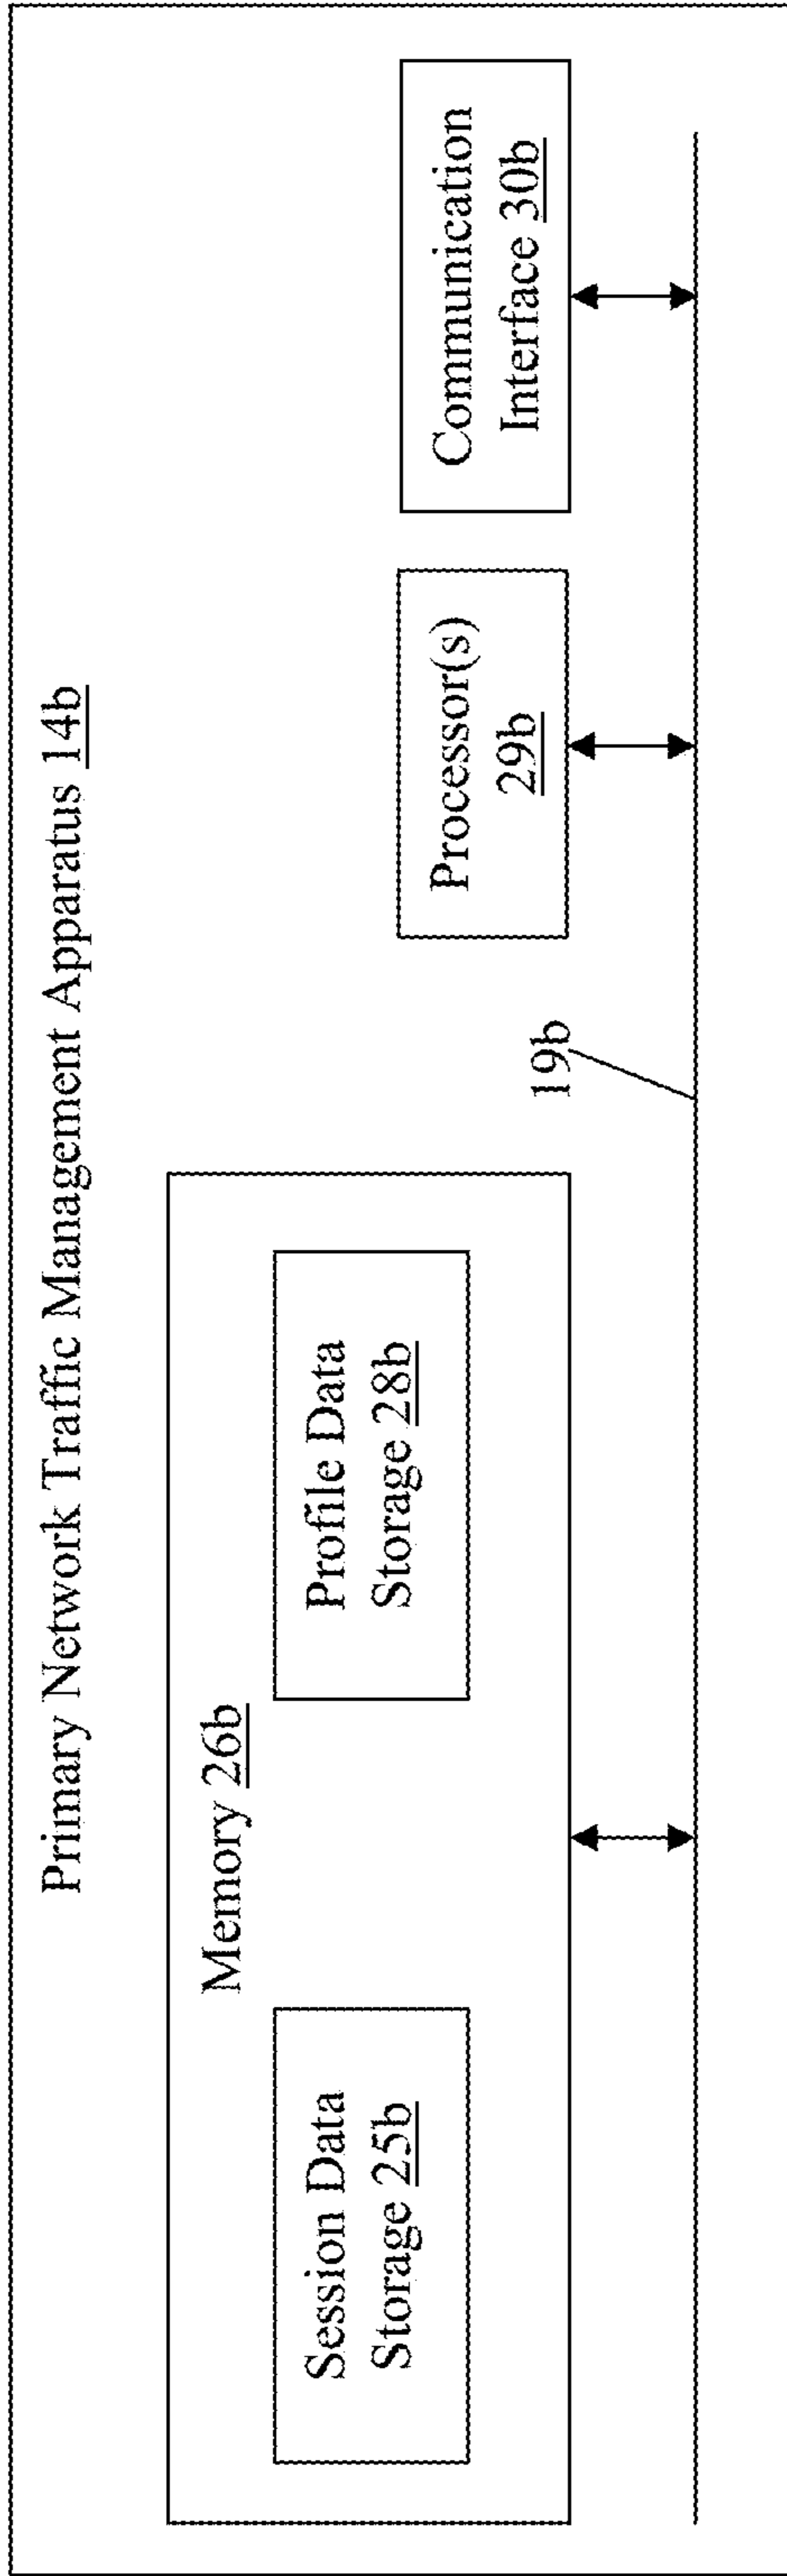 Primary Network Traffic Management Apparatus 14b
Memory 26b
Session Data
Storage 25b
Profile Data
Storage 28b
19b
Processor(s)
29b
Communication
Interface 30b